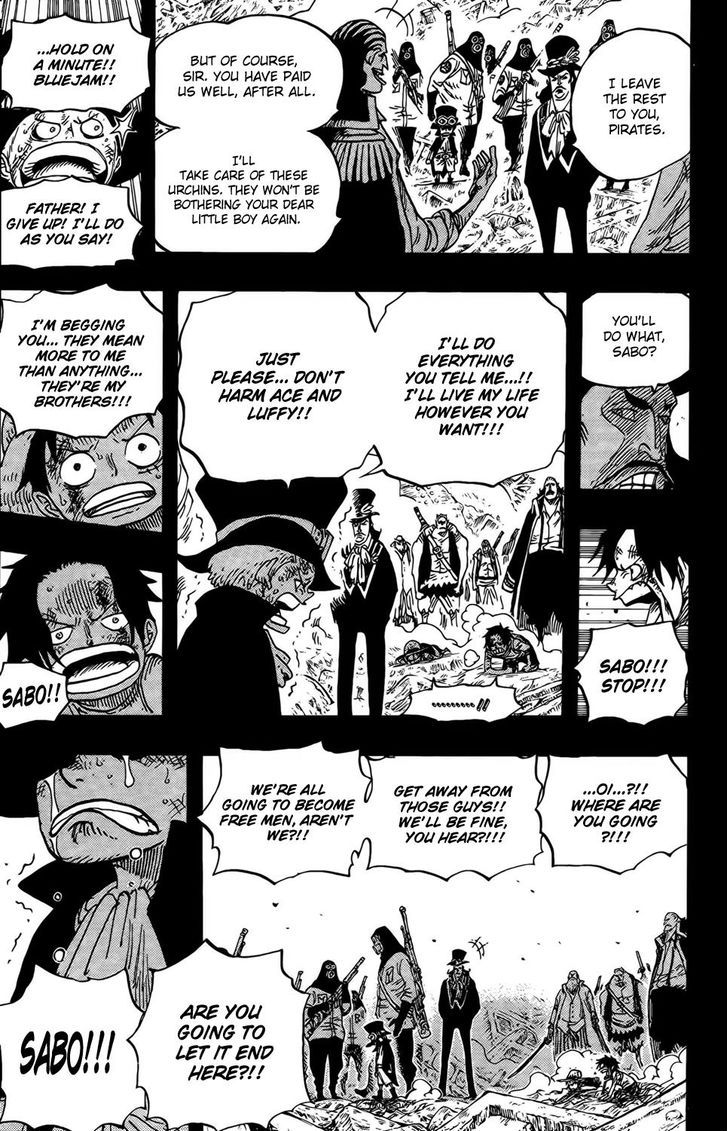 I LEAVE
THE REST
TO YOU,
PIRATES.
BUT OF COURSE,
SIR. YOU HAVE PAID
US WELL, AFTER ALL.
I'LL
TAKE CARE OF THESE
URCHINS. THEY WON'T BE
BOTHERING YOUR DEAR
LITTLE BOY AGAIN.
...HOLD ON
A MINUTE!!
BLUEJAM!!
FATHER! I
GIVE UP! I'LL DO
AS YOU SAY!
YOU'LL
DO WHAT,
SABO?
I'LL DO
EVERYTHING
YOU TELL ME...!!
I'LL LIVE MY LIFE
HOWEVER YOU
WANT!!!
JUST
PLEASE... DON'T
HARM ACE AND
LUFFY!!
I'M BEGGING
YOU... THEY MEAN
MORE TO ME
THAN ANYTHING...
THEY'RE MY
BROTHERS!!!
SABO!!!
STOP!!!
..........!!
SABO!!
...OI...?!!
WHERE ARE
YOU GOING
?!!!
GET AWAY FROM
THOSE GUYS!!
WE'LL BE FINE,
YOU HEAR?!!!
WE'RE ALL
GOING TO BECOME
FREE MEN, AREN'T
WE?!!
ARE YOU
GOING TO
LET IT END
HERE?!!
SABO!!!